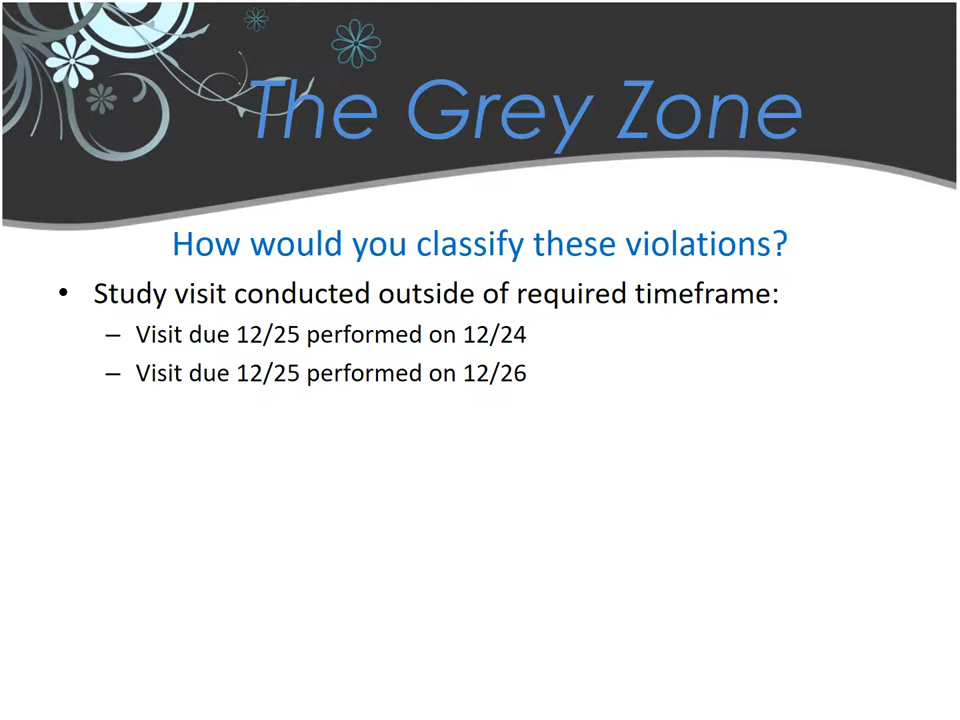 The Grey Zone
How would you classify these violations?
• Study visit conducted outside of required timeframe:
– Visit due 12/25 performed on 12/24
– Visit due 12/25 performed on 12/26